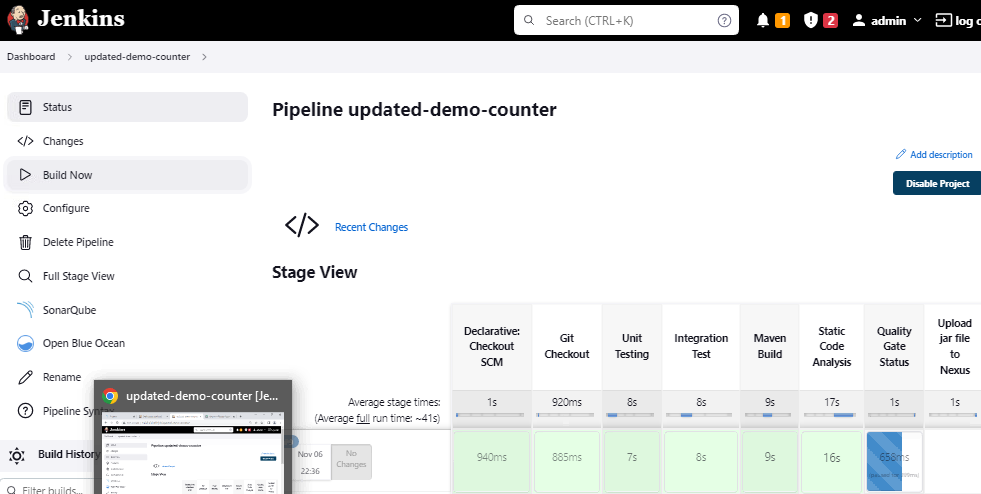 Jenkins
Search (CTRL+K)
1
2
admin
log
Dashboard
updated-demo-counter
Status
Changes
Build Now
Configure
Delete Pipeline
Full Stage View
SonarQube
Open Blue Ocean
Rename
Pipeline
Build History
Filter builds...
Pipeline updated-demo-counter
Add description
Disable Project
Recent Changes
Stage View
Declarative:
Checkout
SCM
Git
Checkout
Unit
Testing
Integration
Test
Maven
Build
Static
Code
Analysis
Quality
Gate
Status
Upload
jar file
to
Nexus
Average stage times:
(Average full run time: ~41s)
1s
920ms
8s
8s
9s
17s
1s
1s
updated-demo-counter [Je...
Nov 06
22:36
No
Changes
940ms
885ms
7s
8s
9s
16s
658ms